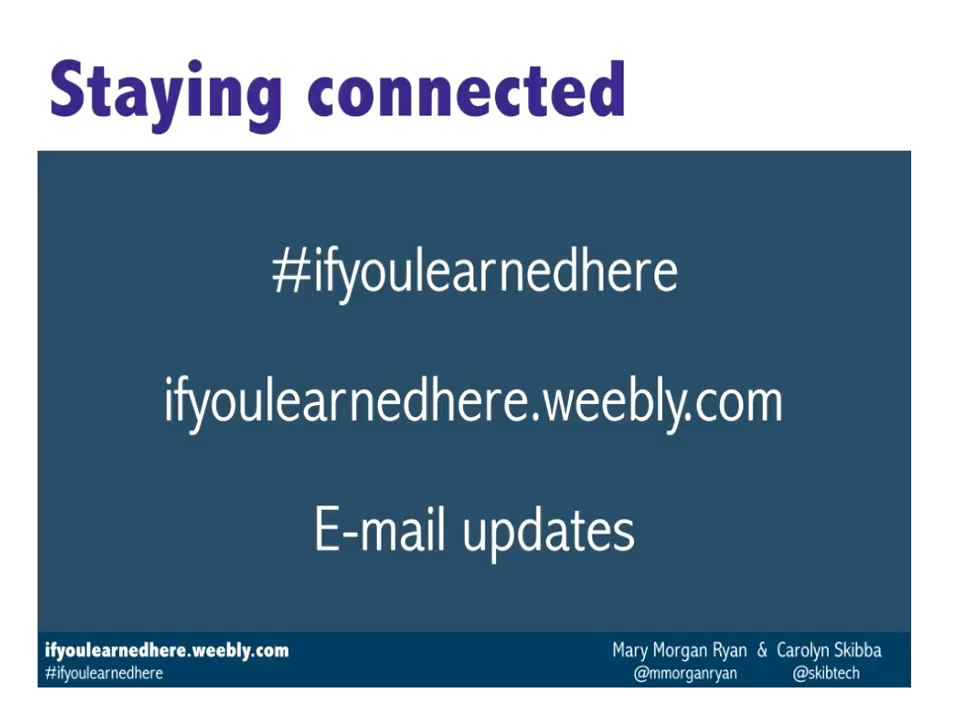 Staying connected
#ifyoulearnedhere
ifyoulearnedhere.weebly.com
E-mail updates
ifyoulearnedhere.weebly.com
#ifyoulearnedhere
Mary Morgan Ryan & Carolyn Skibba
@mmorganryan @skibtech